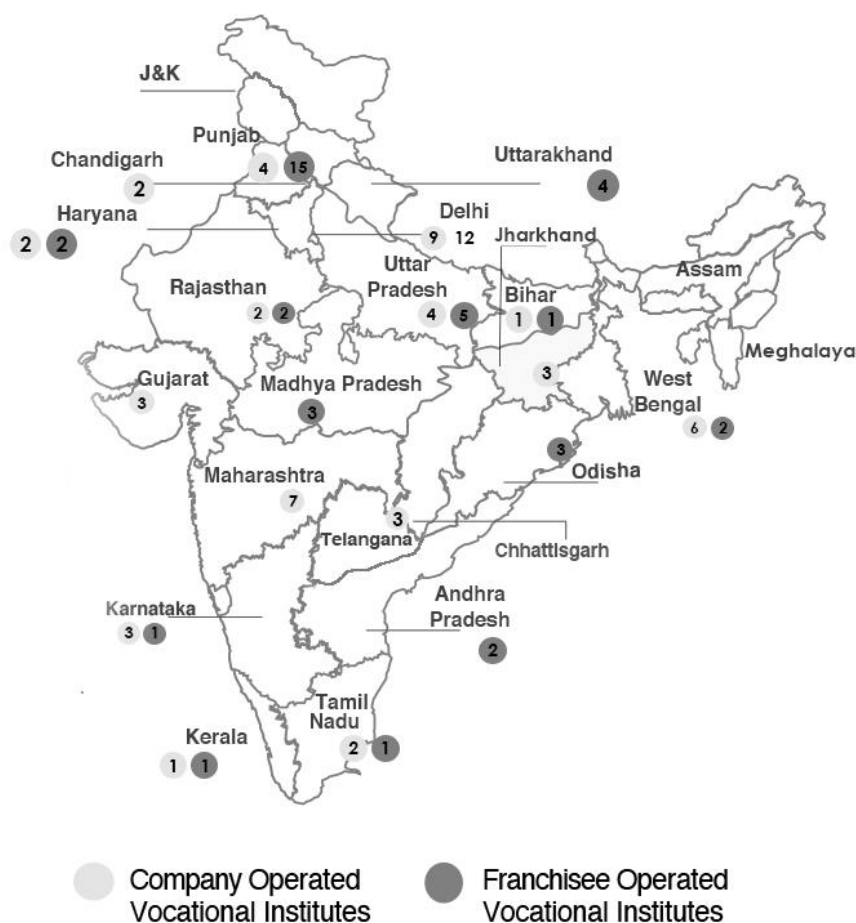 J&K
Punjab
4 15
Chandigarh
2
Uttarakhand
4
Haryana
2 2
Delhi
9 12
Jharkhand
Uttar
Pradesh
4 5
Bihar
1 1
Assam
Rajasthan
2 2
Meghalaya
Gujarat
3
Madhya Pradesh
3
3
West
Bengal
6 2
3
Odisha
Maharashtra
7
3
Telangana
Chhattisgarh
Karnataka
3 1
Andhra
Pradesh
2
Tamil
Nadu
2 1
Kerala
1 1
Company Operated
Vocational Institutes
Franchisee Operated
Vocational Institutes